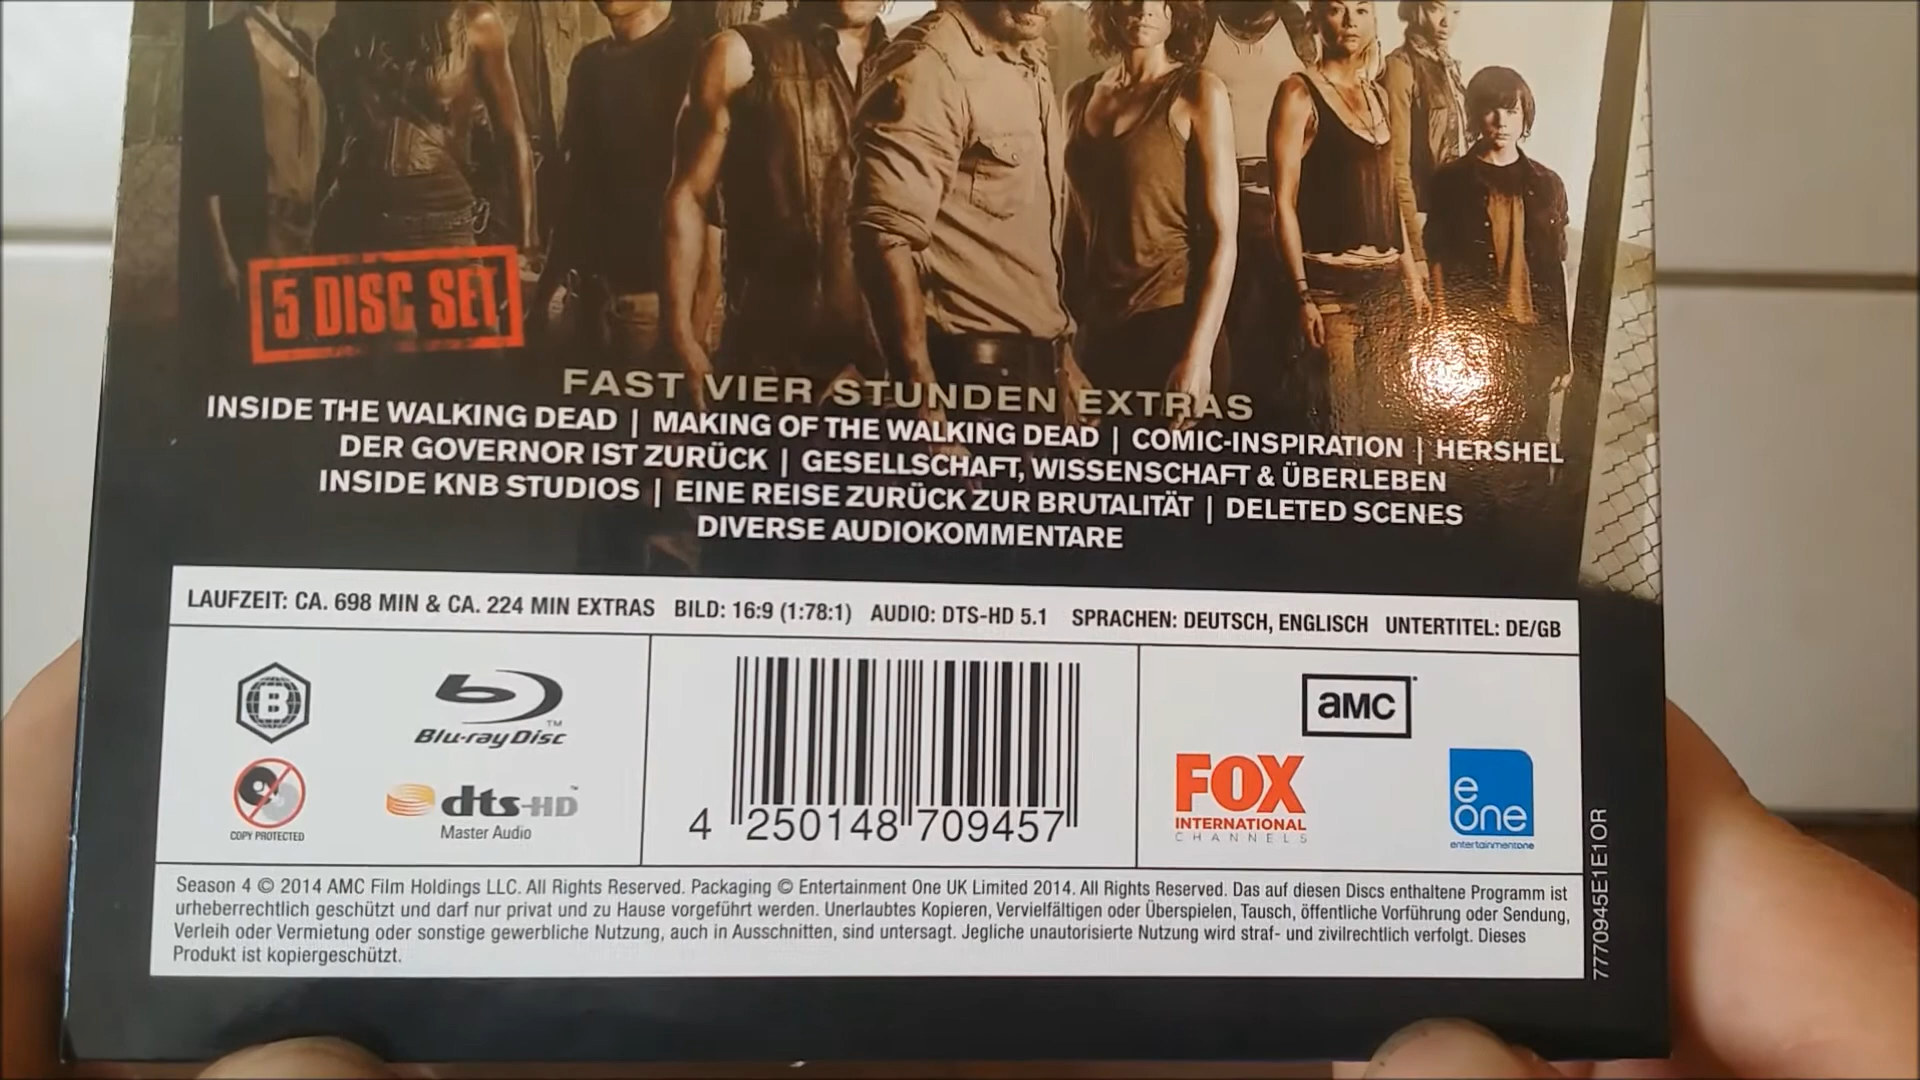 5 DISC SET
FAST VIER STUNDEN EXTRAS
INSIDE THE WALKING DEAD | MAKING OF THE WALKING DEAD | COMIC-INSPIRATION | HERSHEL
DER GOVERNOR IST ZURÜCK | GESELLSCHAFT, WISSENSCHAFT & ÜBERLEBEN
INSIDE KNB STUDIOS | EINE REISE ZURÜCK ZUR BRUTALITÄT | DELETED SCENES
DIVERSE AUDIOKOMMENTARE
LAUFZEIT: CA. 698 MIN & CA. 224 MIN EXTRAS BILD: 16:9 (1:78:1) AUDIO: DTS-HD 5.1 SPRACHEN: DEUTSCH, ENGLISCH UNTERTITEL: DE/GB
B
Blu-ray Disc™
COPY PROTECTED
dts-HD™
Master Audio
4 250148 709457
aMC
FOX
INTERNATIONAL
CHANNELS
e
one
entertainmentone
Season 4 © 2014 AMC Film Holdings LLC. All Rights Reserved. Packaging © Entertainment One UK Limited 2014. All Rights Reserved. Das auf diesen Discs enthaltene Programm ist
urheberrechtlich geschützt und darf nur privat und zu Hause vorgeführt werden. Unerlaubtes Kopieren, Vervielfältigen oder Überspielen, Tausch, öffentliche Vorführung oder Sendung,
Verleih oder Vermietung oder sonstige gewerbliche Nutzung, auch in Ausschnitten, sind untersagt. Jegliche unautorisierte Nutzung wird straf- und zivilrechtlich verfolgt. Dieses
Produkt ist kopiergeschützt.
7770945E1E1OR